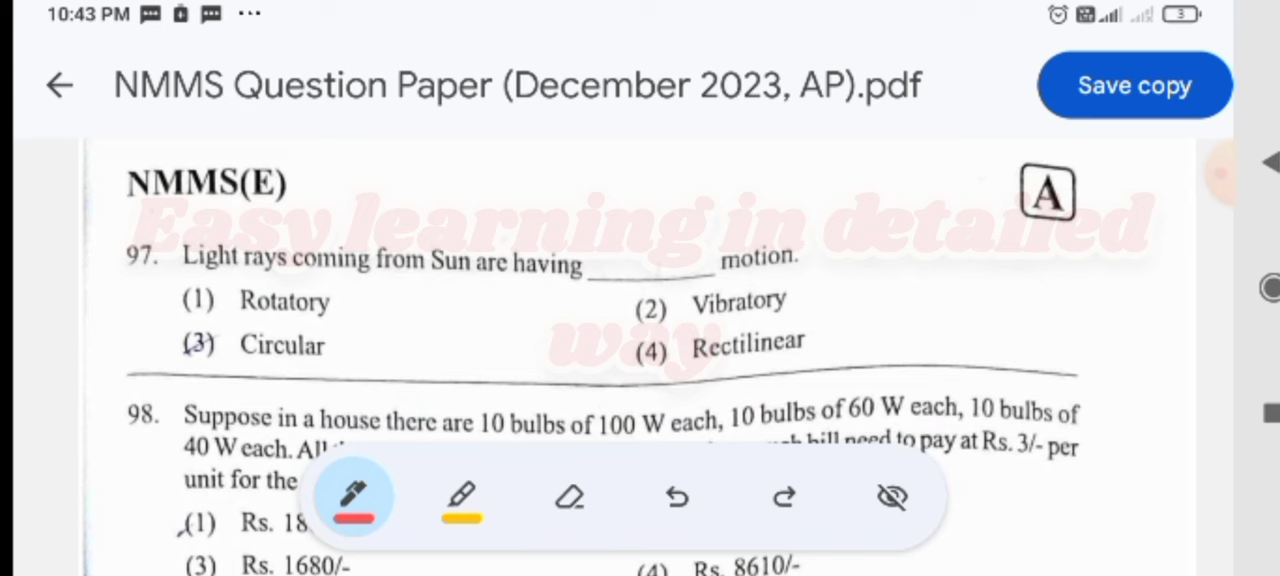 10:43 PM ...
3
NMMS Question Paper (December 2023, AP).pdf
Save copy
NMMS(E)
A
Easy learning in detailed
way
97. Light rays coming from Sun are having ________ motion.
(1) Rotatory
(2) Vibratory
(3) Circular
(4) Rectilinear
98. Suppose in a house there are 10 bulbs of 100 W each, 10 bulbs of 60 W each, 10 bulbs of
40 W each. All bill need to pay at Rs. 3/- per
unit for the
(1) Rs. 18
(3) Rs. 1680/-
(4) Rs. 8610/-